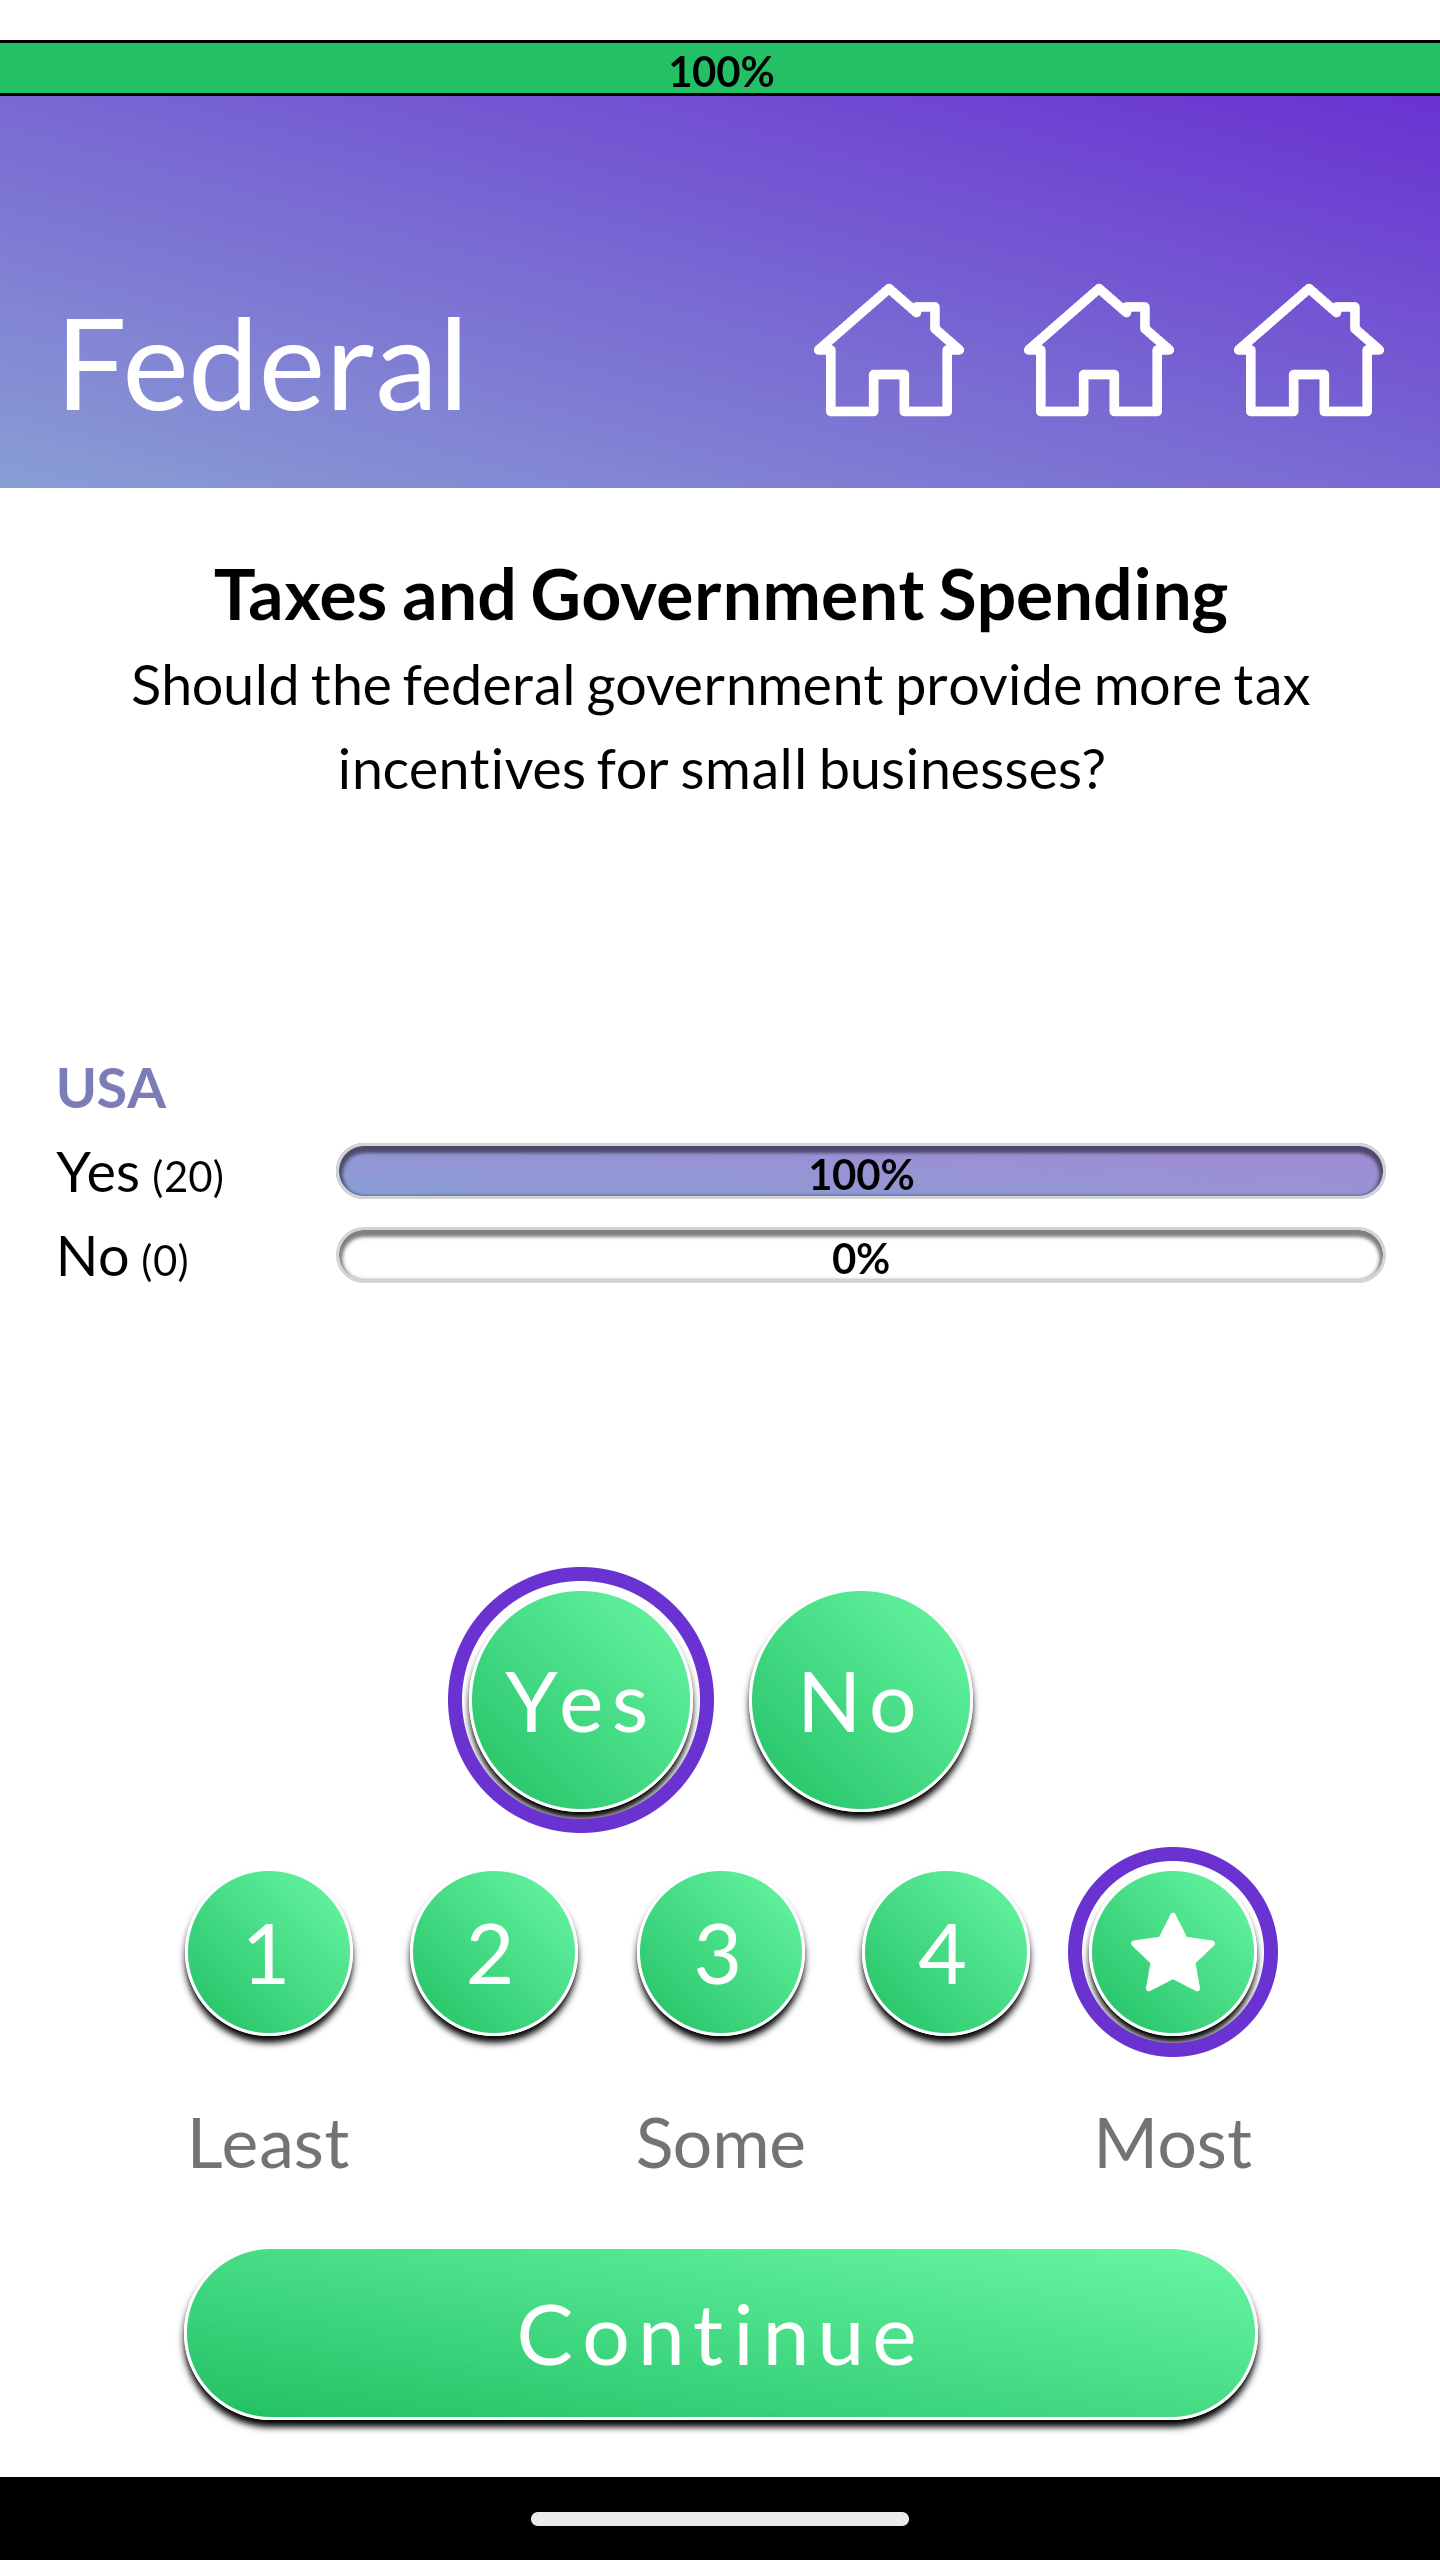 100%
Federal
Taxes and Government Spending
Should the federal government provide more tax
incentives for small businesses?
USA
Yes (20) 100%
No (0) 0%
Yes No
1 2 3 4
Least Some Most
Continue